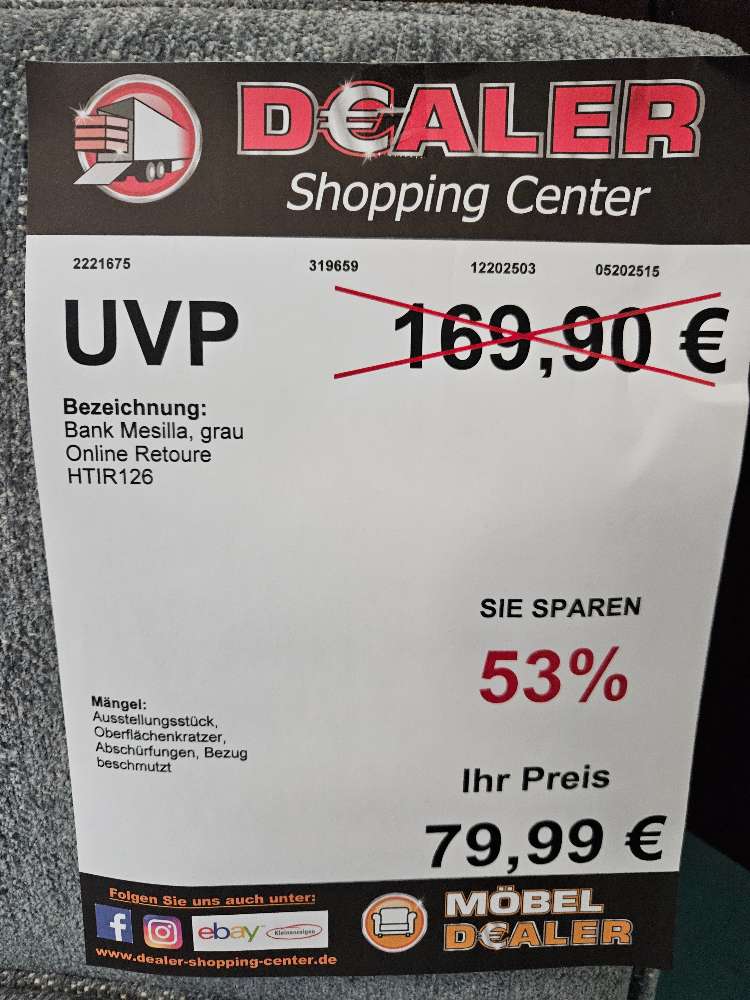 D€ALER
Shopping Center
2221675 319659 12202503 05202515
UVP 169,90 €
Bezeichnung:
Bank Mesilla, grau
Online Retoure
HTIR126
SIE SPAREN
53%
Mängel:
Ausstellungsstück,
Oberflächenkratzer,
Abschürfungen, Bezug
beschmutzt
Ihr Preis
79,99 €
Folgen Sie uns auch unter:
f ebay Kleinanzeigen
www.dealer-shopping-center.de
MÖBEL
D€ALER